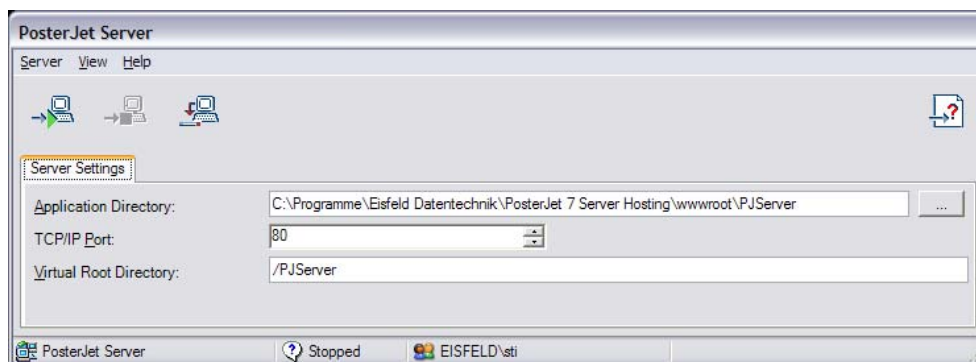 PosterJet Server
Server View Help
Server Settings
Application Directory: C:\Programme\Eisfeld Datentechnik\PosterJet 7 Server Hosting\wwwroot\PJServer ...
TCP/IP Port: 80
Virtual Root Directory: /PJServer
PosterJet Server Stopped EISFELD\sti